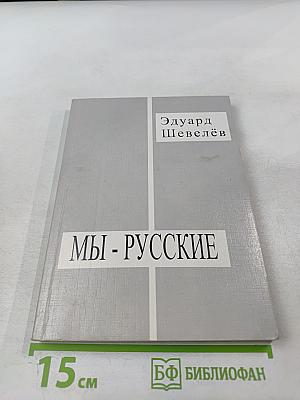 Эдуард
Шевелёв
МЫ - РУССКИЕ
15 см
БФ БИБЛИОФАН